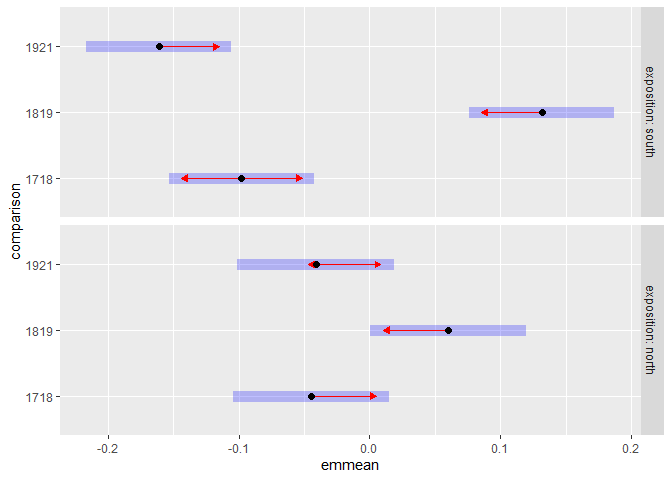 1921
1819
1718
exposition: south
1921
1819
1718
exposition: north
comparison
-0.2 -0.1 0.0 0.1 0.2
emmean